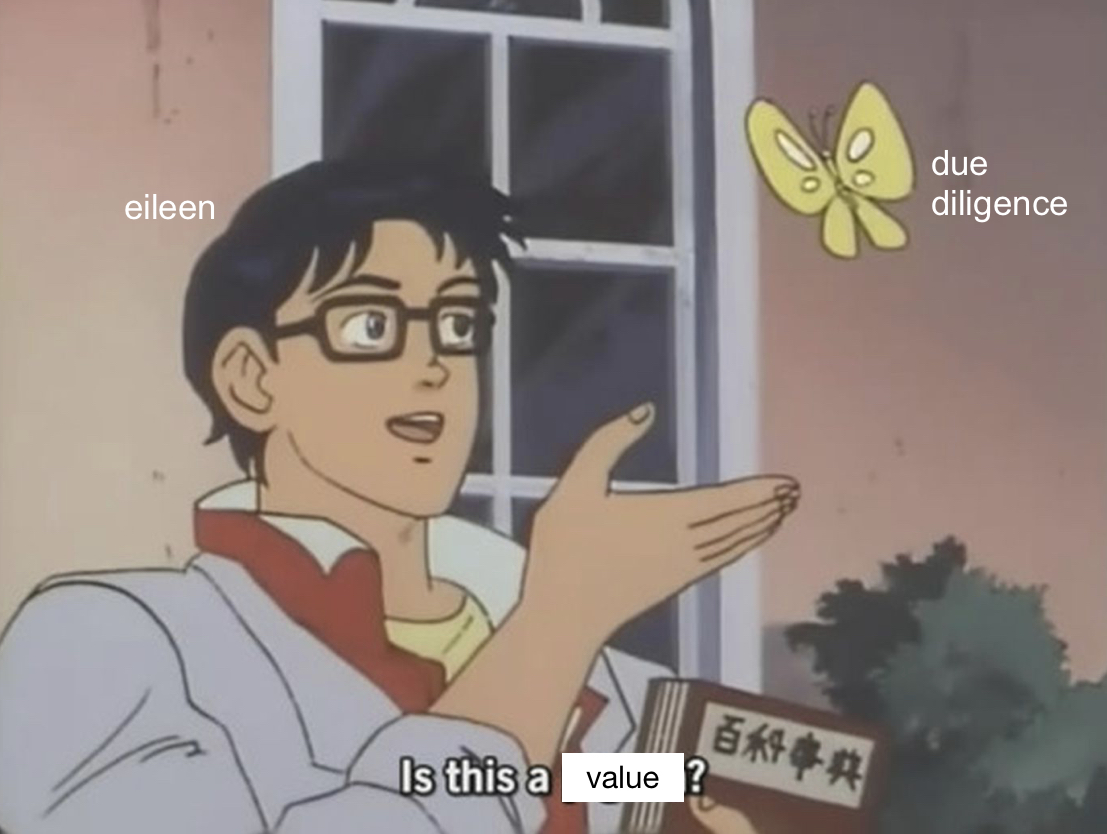 eileen
due
diligence
Is this a value ?
百科事典